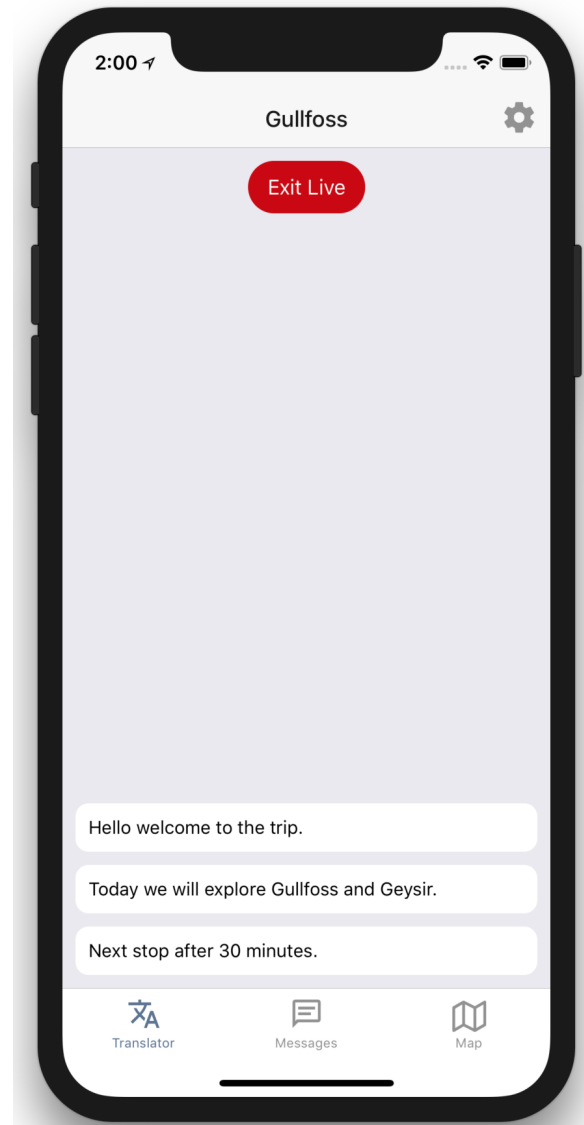 2:00
Gullfoss
Exit Live
Hello welcome to the trip.
Today we will explore Gullfoss and Geysir.
Next stop after 30 minutes.
Translator
Messages
Map